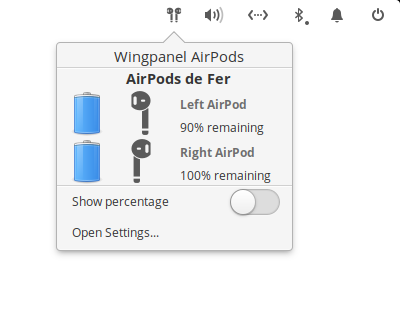 Wingpanel AirPods
AirPods de Fer
Left AirPod
90% remaining
Right AirPod
100% remaining
Show percentage
Open Settings...